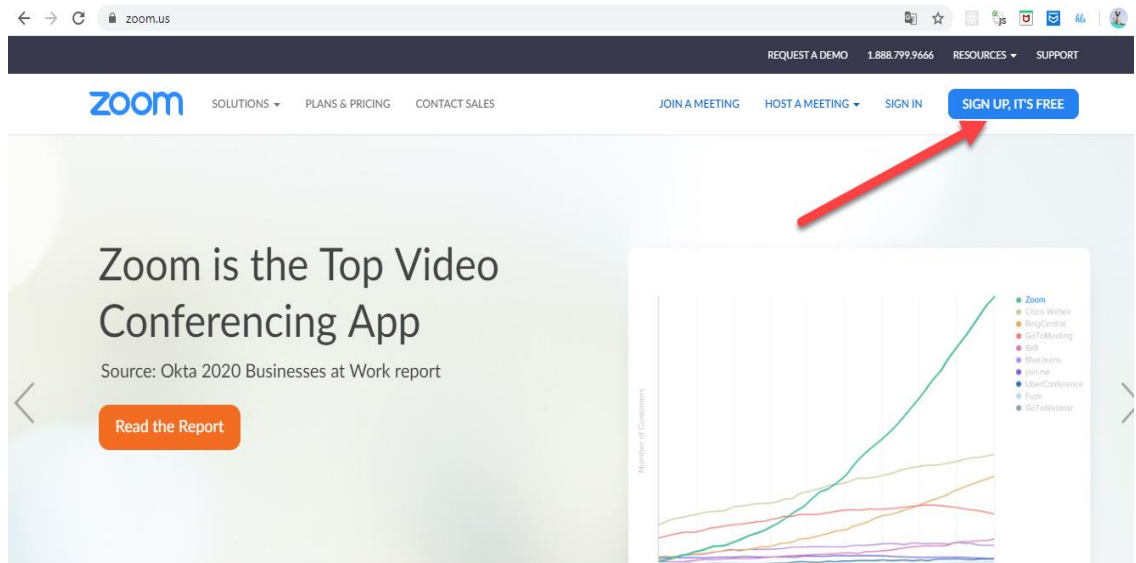 zoom.us
REQUEST A DEMO 1.888.799.9666 RESOURCES SUPPORT
zoom SOLUTIONS PLANS & PRICING CONTACT SALES JOIN A MEETING HOST A MEETING SIGN IN SIGN UP, IT'S FREE
Zoom is the Top Video
Conferencing App
Source: Okta 2020 Businesses at Work report
Read the Report
Number of Customers
Zoom
Cisco Webex
RingCentral
GoToMeeting
8x8
BlueJeans
join.me
UberConference
Fuze
GoToWebinar